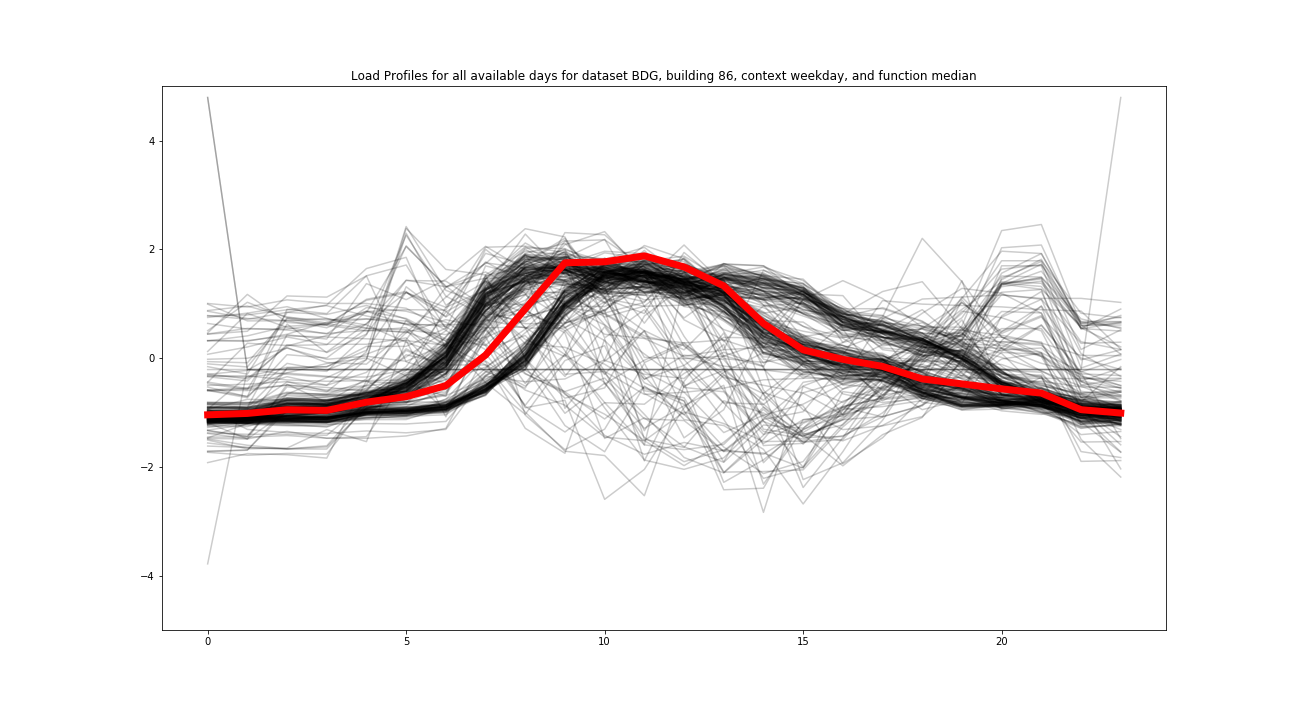 Load Profiles for all available days for dataset BDG, building 86, context weekday, and function median
4
2
0
−2
−4
0 5 10 15 20